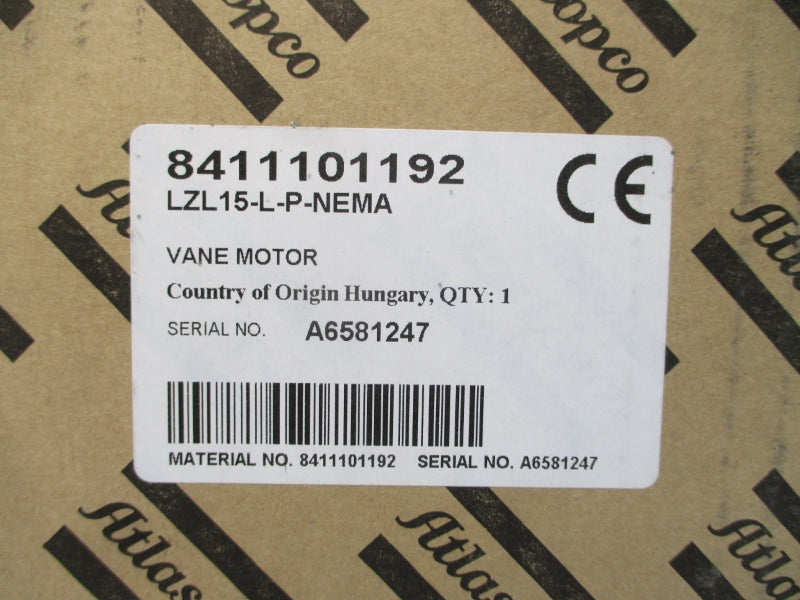 Atlas Copco
opco
8411101192
LZL15-L-P-NEMA
CE
VANE MOTOR
Country of Origin Hungary, QTY: 1
SERIAL NO. A6581247
MATERIAL NO. 8411101192 SERIAL NO. A6581247
Atlas
Atlas
Atlas